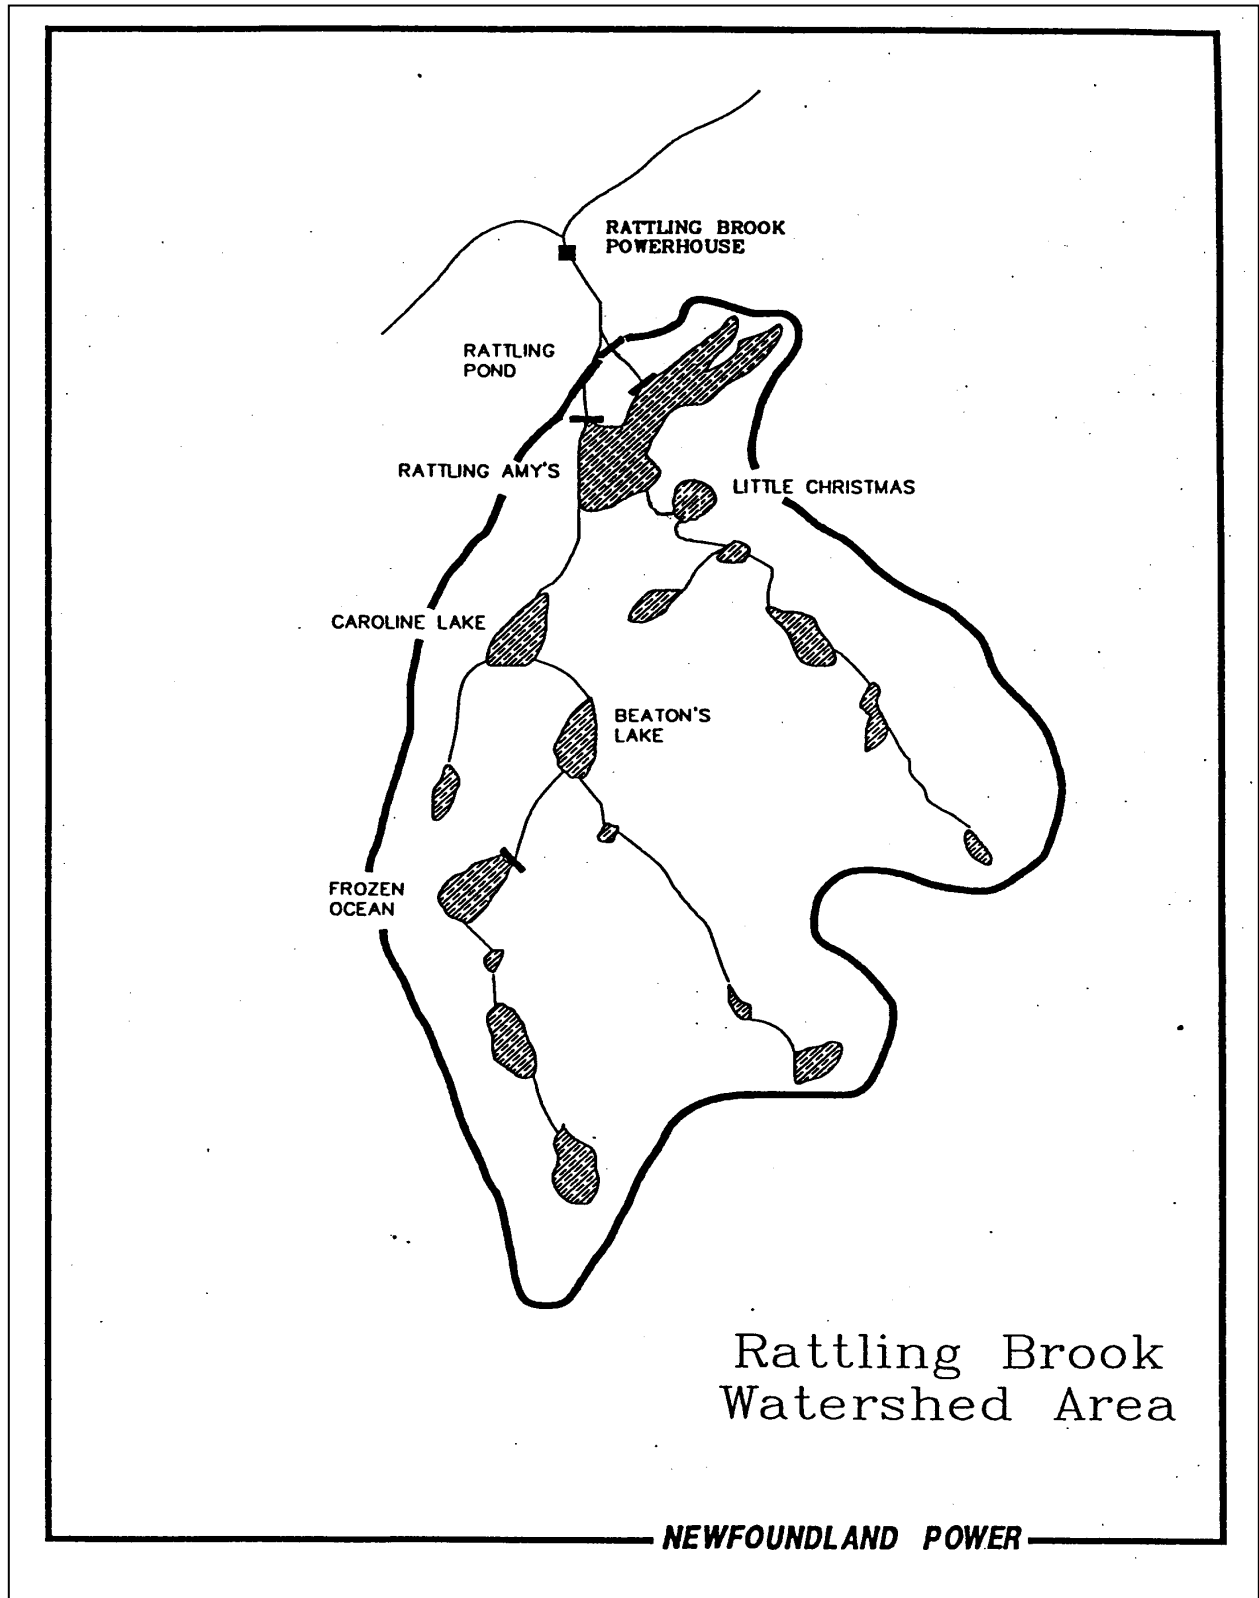 RATTLING BROOK
POWERHOUSE
RATTLING
POND
RATTLING AMY'S
LITTLE CHRISTMAS
CAROLINE LAKE
BEATON'S
LAKE
FROZEN
OCEAN
Rattling Brook
Watershed Area
NEWFOUNDLAND POWER